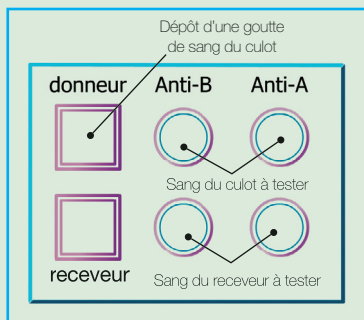 Dépôt d'une goutte
de sang du culot
donneur Anti-B Anti-A
Sang du culot à tester
Sang du receveur à tester
receveur